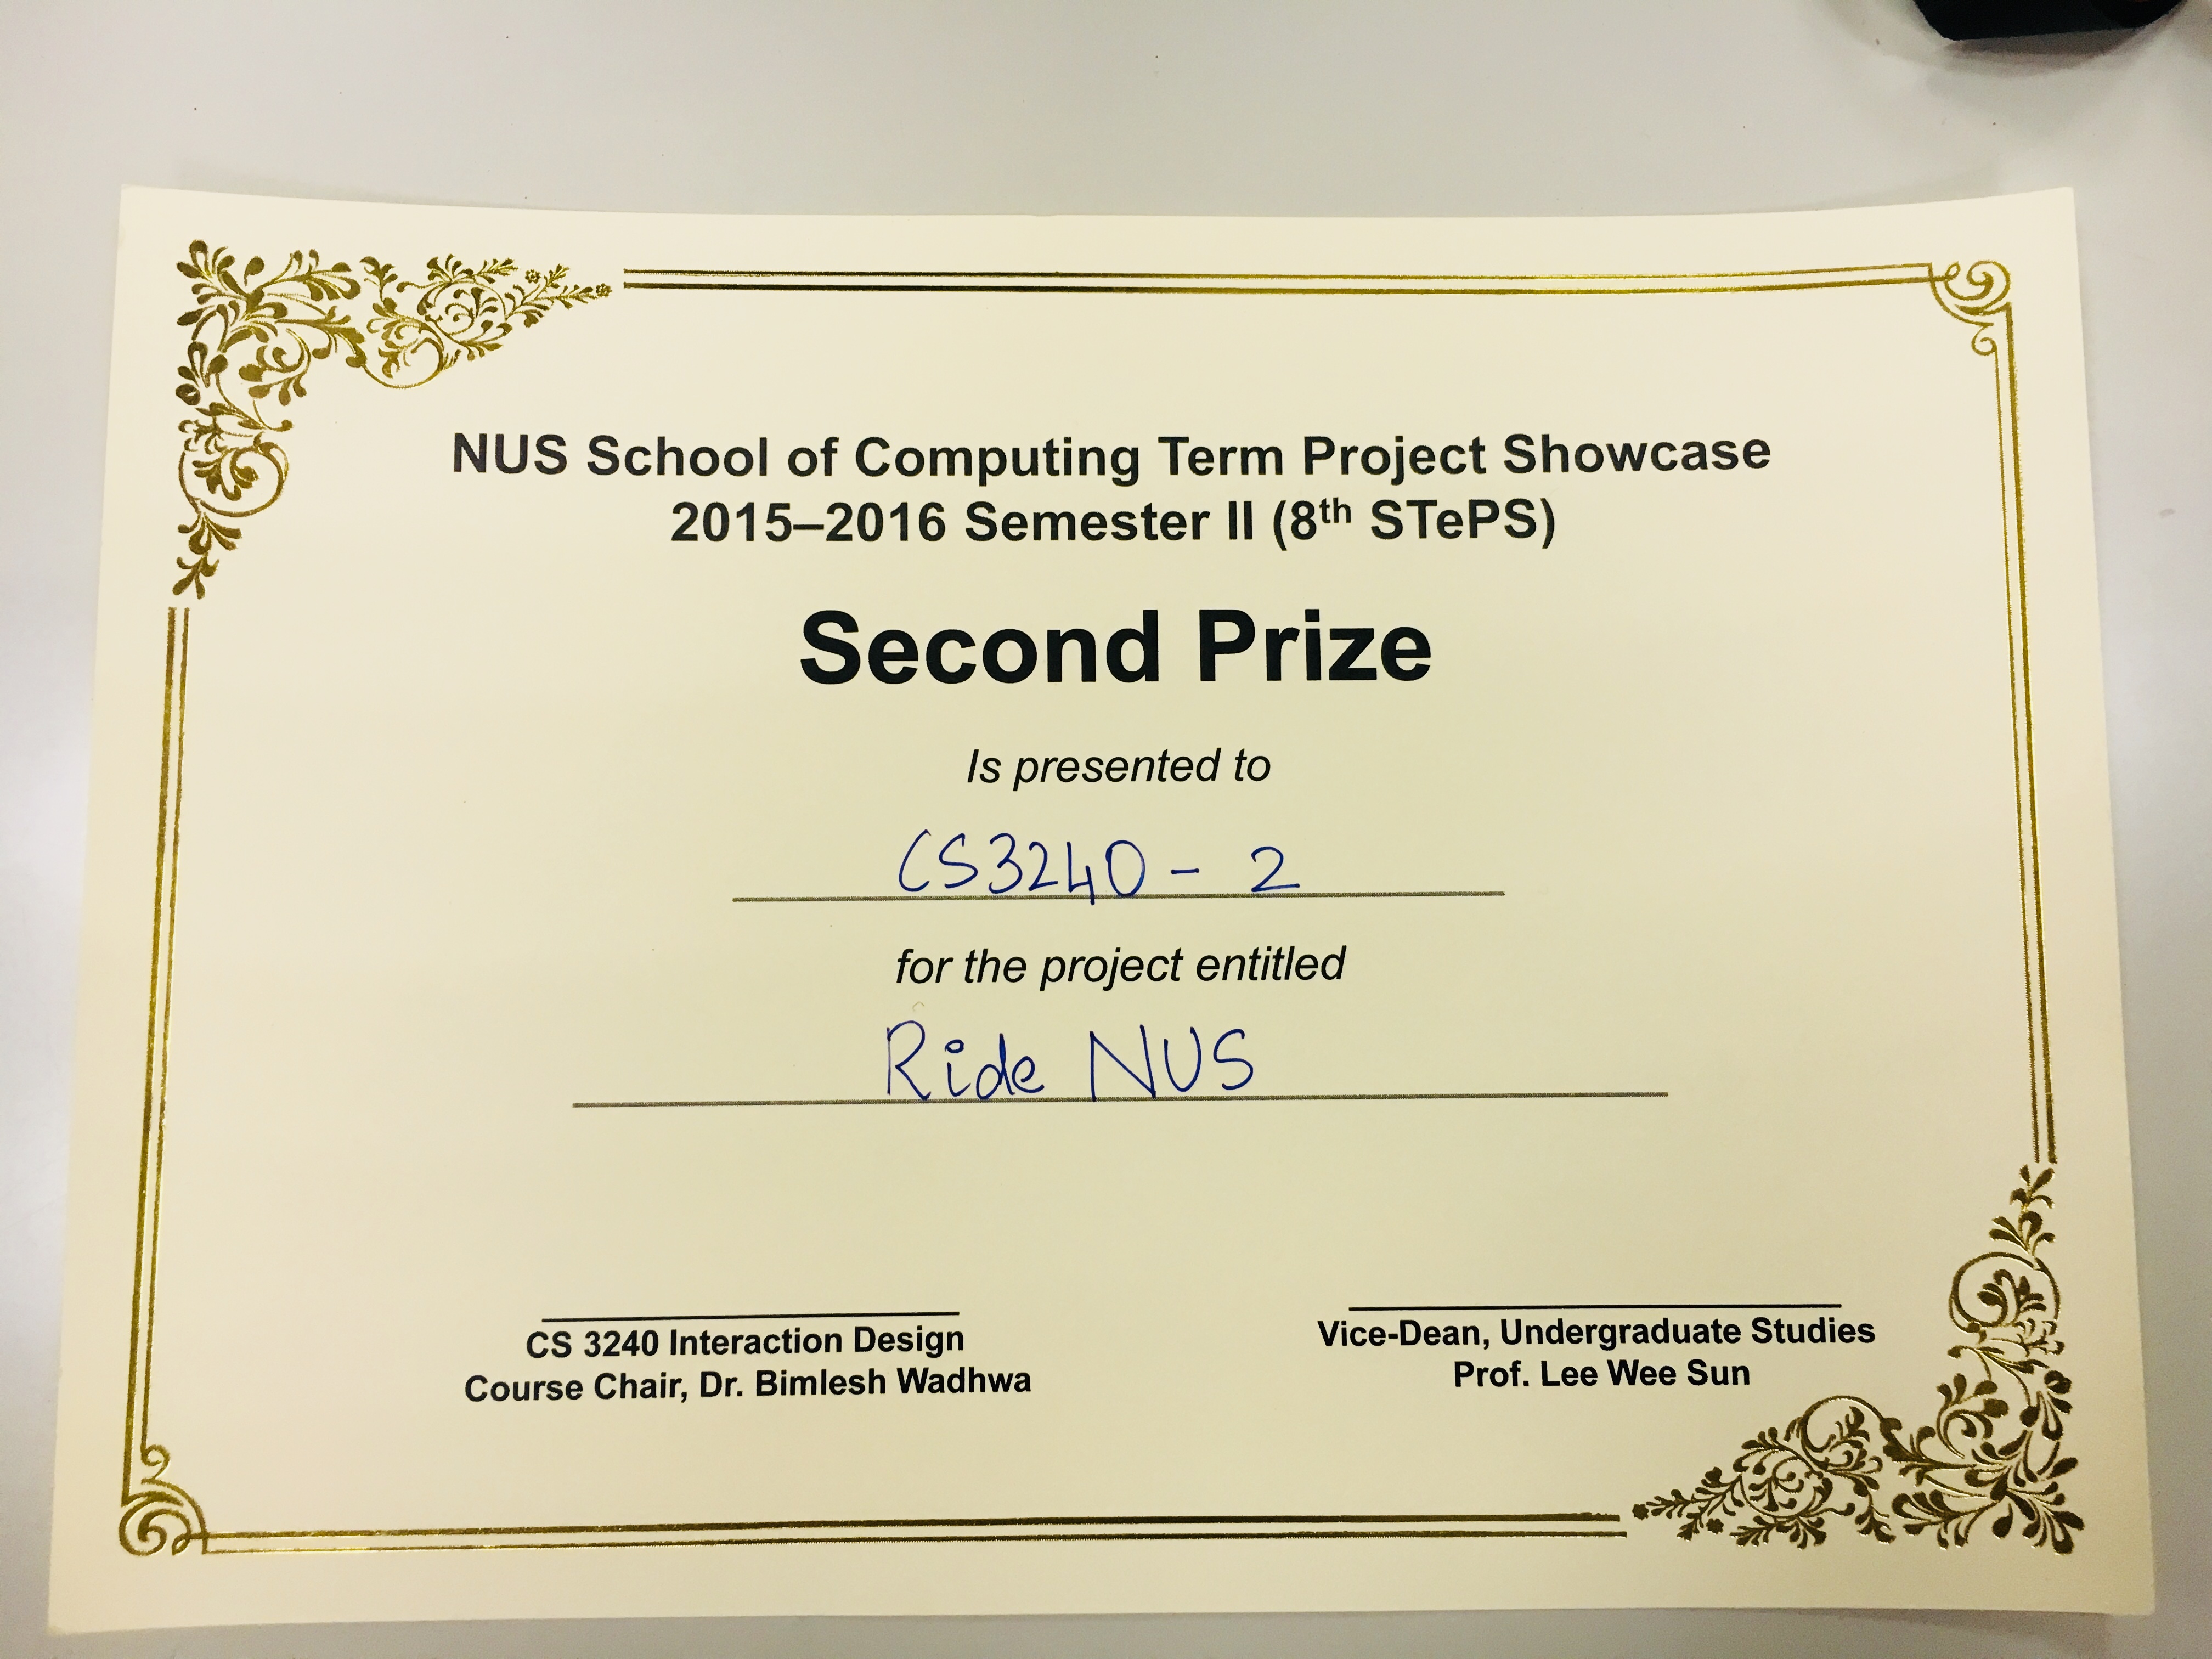 NUS School of Computing Term Project Showcase
2015–2016 Semester II (8th STePS)
Second Prize
Is presented to
CS3240 - 2
for the project entitled
Ride NUS
CS 3240 Interaction Design
Course Chair, Dr. Bimlesh Wadhwa
Vice-Dean, Undergraduate Studies
Prof. Lee Wee Sun